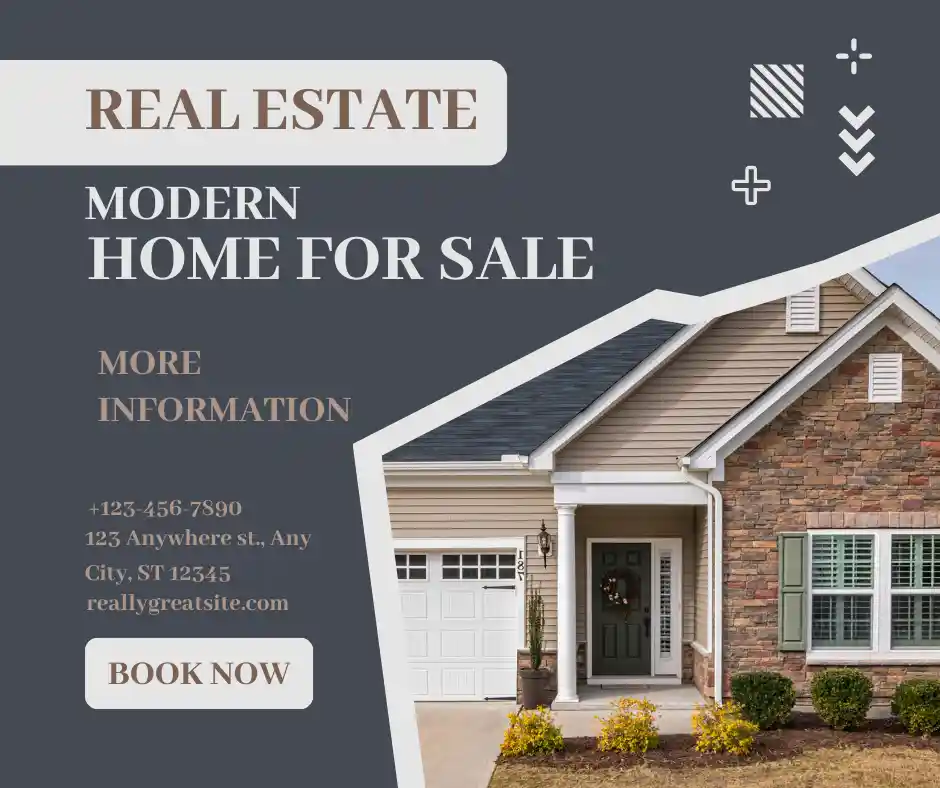 REAL ESTATE
MODERN
HOME FOR SALE
MORE
INFORMATION
+123-456-7890
123 Anywhere st., Any
City, ST 12345
reallygreatsite.com
BOOK NOW
187